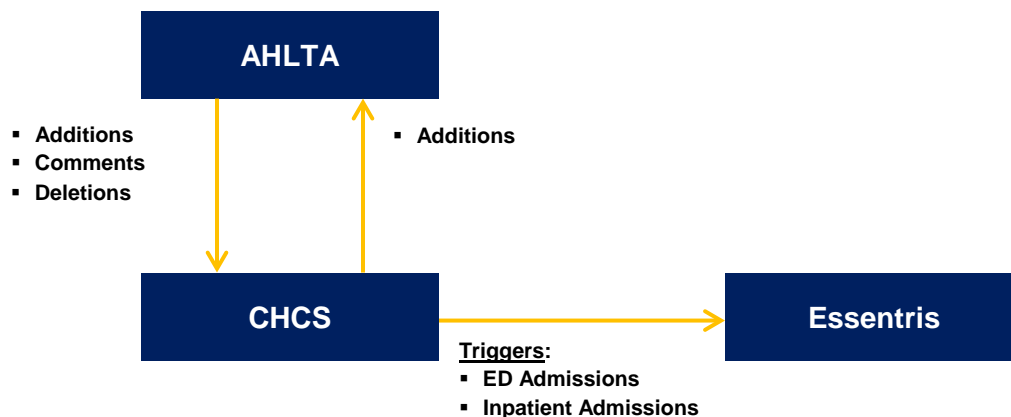 AHLTA
▪ Additions
▪ Comments
▪ Deletions
▪ Additions
CHCS
Essentris
Triggers:
▪ ED Admissions
▪ Inpatient Admissions